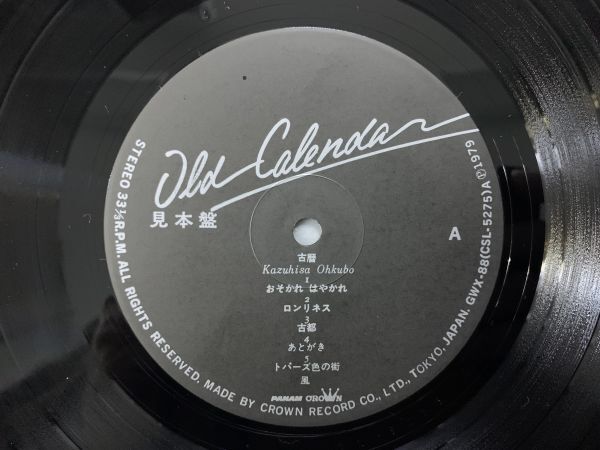 Old Calendar
見本盤
A
古暦
Kazuhisa Ohkubo
1
おそかれ はやかれ
2
ロンリネス
3
古都
4
あとがき
5
トパーズ色の街
風
PANAM CROWN
STEREO 33⅓R.P.M. ALL RIGHTS RESERVED. MADE BY CROWN RECORD CO., LTD., TOKYO. JAPAN. GWX-88(CSL-5275)A Ⓟ1979